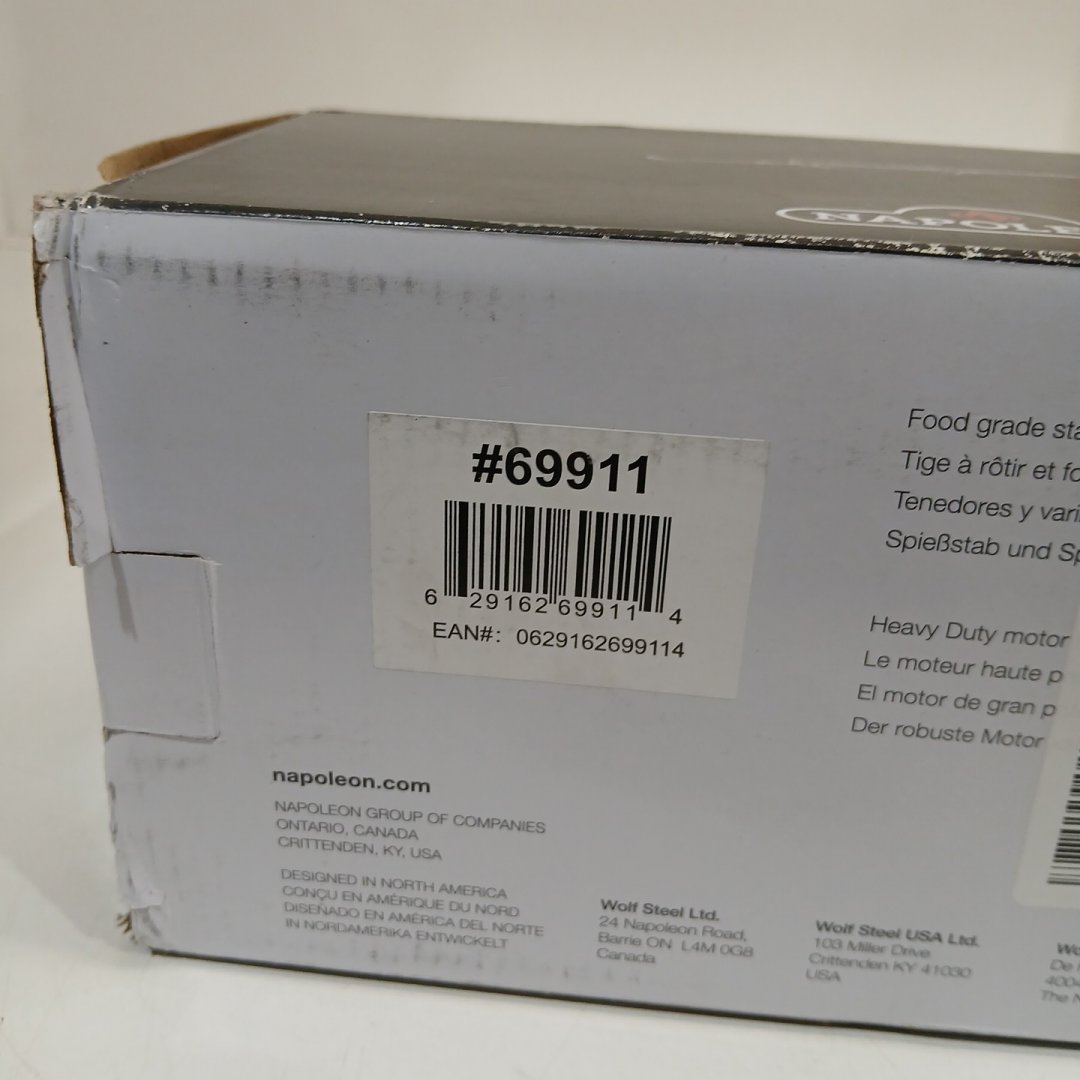 #69911
6 29162 69911 4
EAN#: 0629162699114
Food grade
Tige à rôtir et
Tenedores y
Spießstab und
Heavy Duty motor
Le moteur haute
El motor de gran
Der robuste Motor
napoleon.com
NAPOLEON GROUP OF COMPANIES
ONTARIO, CANADA
CRITTENDEN, KY, USA
DESIGNED IN NORTH AMERICA
CONÇU EN AMÉRIQUE DU NORD
DISEÑADO EN AMÉRICA DEL NORTE
IN NORDAMERIKA ENTWICKELT
Wolf Steel Ltd.
24 Napoleon Road,
Barrie ON L4M 0G8
Canada
Wolf Steel USA Ltd.
103 Miller Drive
Crittenden KY 41030
USA
De
The